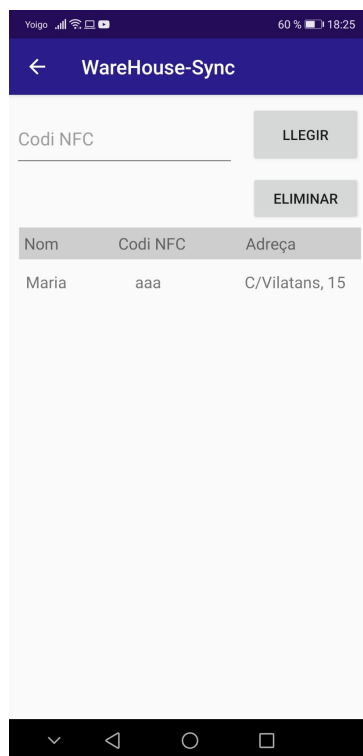 Yoigo 60 % 18:25
WareHouse-Sync
Codi NFC LLEGIR
ELIMINAR
Nom Codi NFC Adreça
Maria aaa C/Vilatans, 15